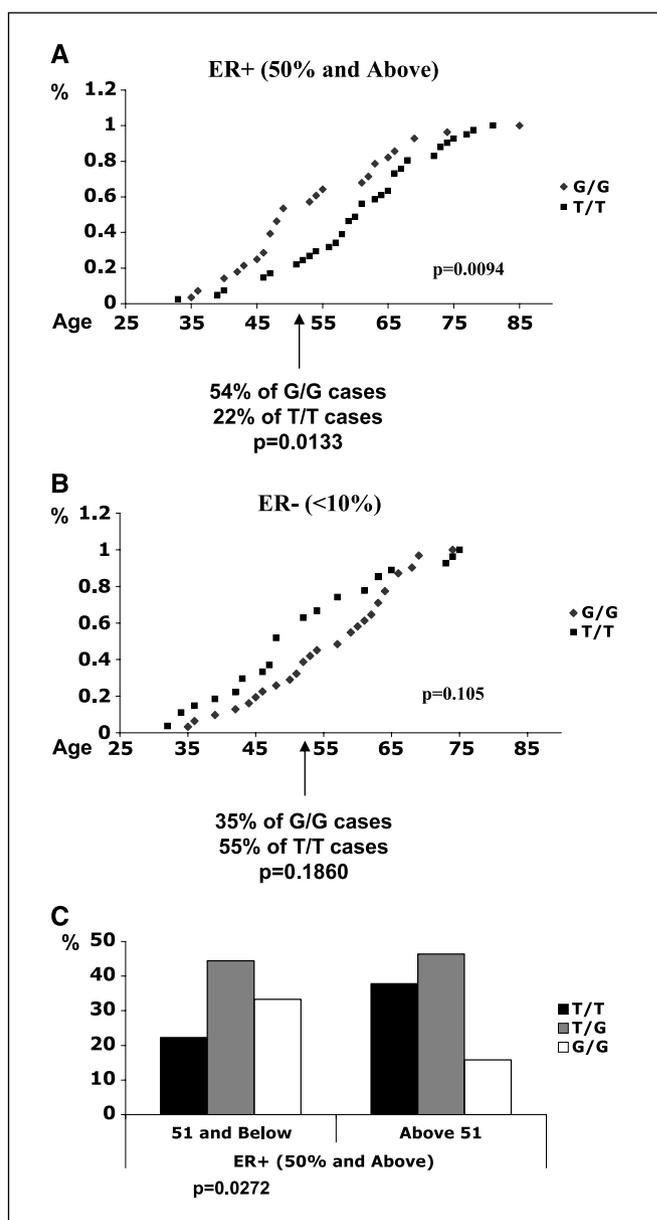 A
ER+ (50% and Above)
%
1.2
1
0.8
0.6
0.4
0.2
0
G/G
T/T
p=0.0094
Age 25 35 45 55 65 75 85
54% of G/G cases
22% of T/T cases
p=0.0133
B
ER- (<10%)
%
1.2
1
0.8
0.6
0.4
0.2
0
G/G
T/T
p=0.105
Age 25 35 45 55 65 75 85
35% of G/G cases
55% of T/T cases
p=0.1860
C
%
50
40
30
20
10
0
T/T
T/G
G/G
51 and Below Above 51
ER+ (50% and Above)
p=0.0272